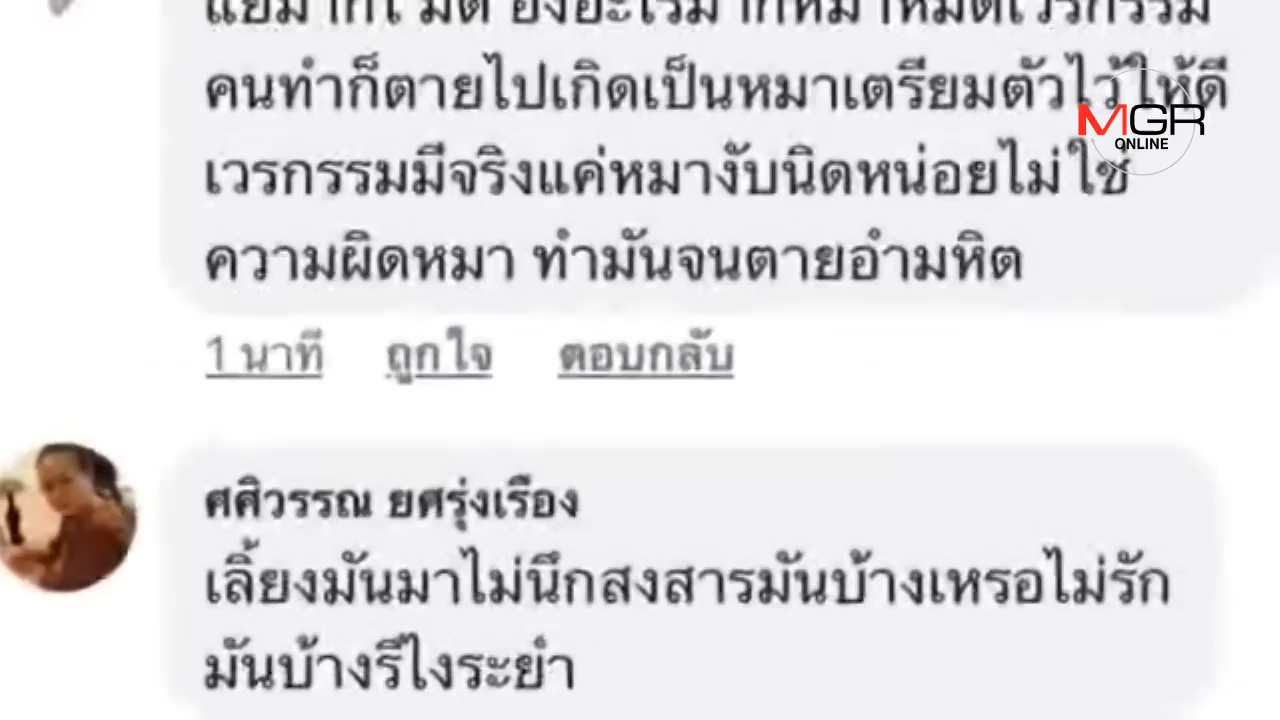 คนทำก็ตายไปเกิดเป็นหมาเตรียมตัวไว้ให้ดี
MGR
ONLINE
เวรกรรมมีจริงแค่หมางับนิดหน่อยไม่ใช่
ความผิดหมา ทำมันจนตายอำมหิต
1 นาที ถูกใจ ตอบกลับ
ศศิวรรณ ยศรุ่งเรือง
เลิ้ยงมันมาไม่นึกสงสารมันบ้างเหรอไม่รัก
มันบ้างรึไงระยำ